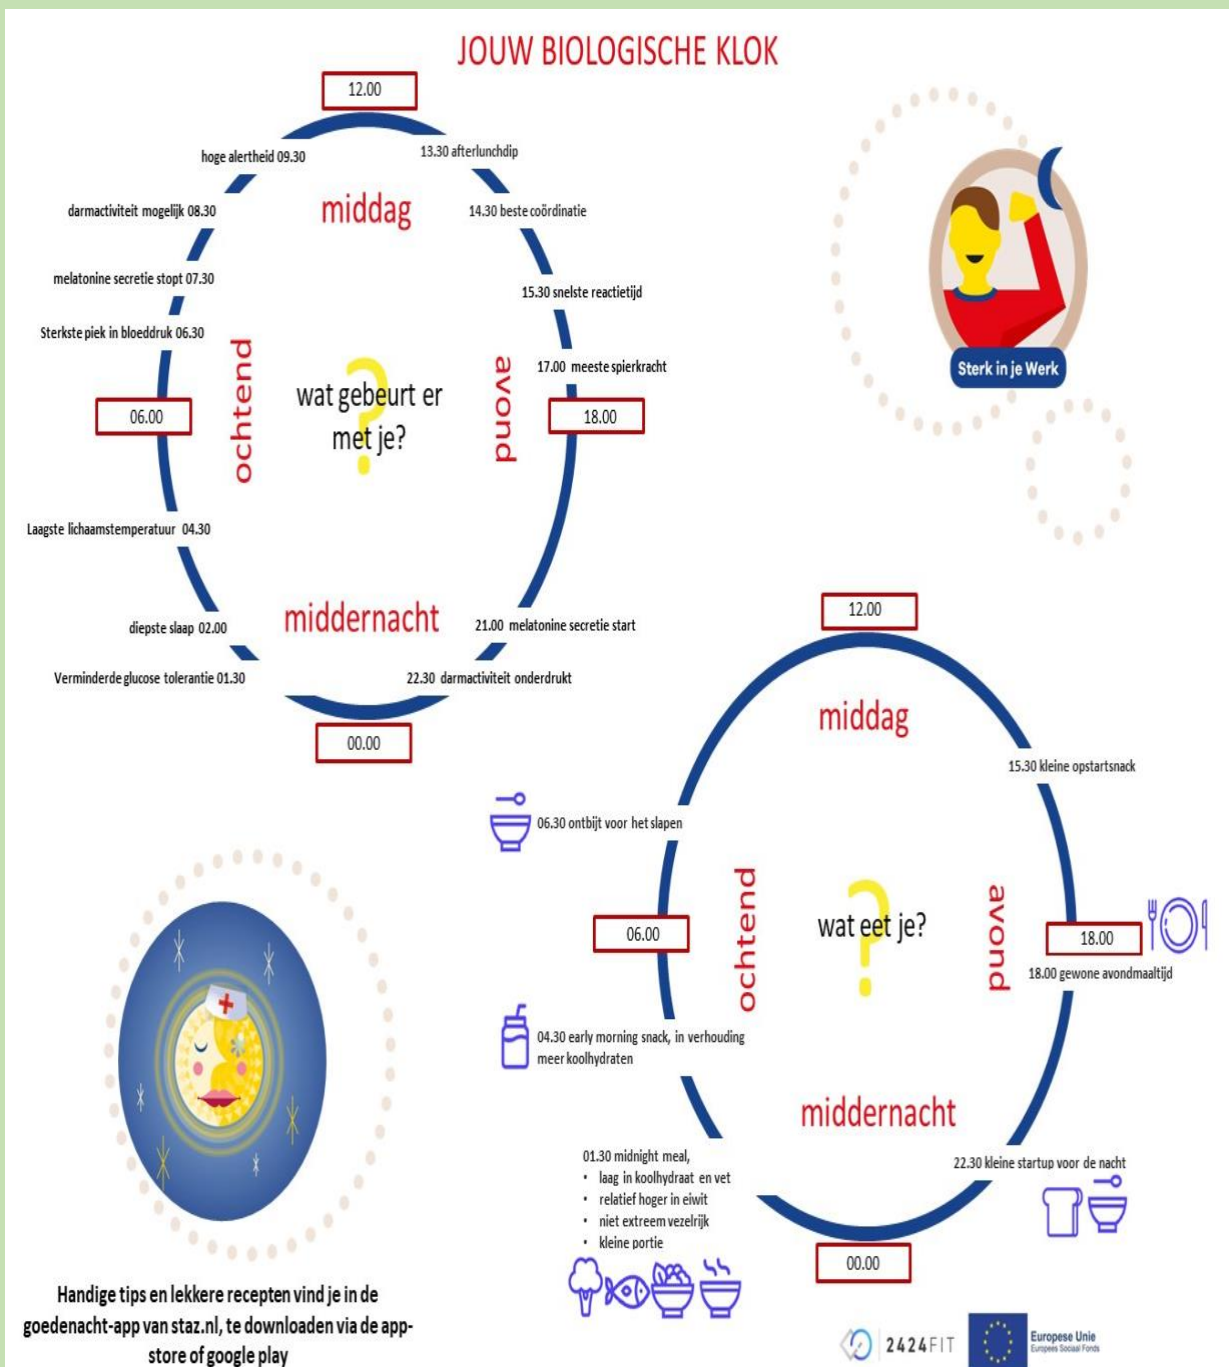 JOUW BIOLOGISCHE KLOK
12.00
hoge alertheid 09.30
13.30 afterlunchdip
darmactiviteit mogelijk 08.30
middag
14.30 beste coördinatie
melatonine secretie stopt 07.30
15.30 snelste reactietijd
Sterkste piek in bloeddruk 06.30
17.00 meeste spierkracht
06.00
ochtend
?
wat gebeurt er
met je?
avond
18.00
Laagste lichaamstemperatuur 04.30
diepste slaap 02.00
middernacht
21.00 melatonine secretie start
Verminderde glucose tolerantie 01.30
22.30 darmactiviteit onderdrukt
00.00
Sterk in je Werk
12.00
middag
15.30 kleine opstartsnack
06.30 ontbijt voor het slapen
06.00
ochtend
?
wat eet je?
avond
18.00
18.00 gewone avondmaaltijd
04.30 early morning snack, in verhouding
meer koolhydraten
middernacht
01.30 midnight meal,
• laag in koolhydraat en vet
• relatief hoger in eiwit
• niet extreem vezelrijk
• kleine portie
22.30 kleine startup voor de nacht
00.00
Handige tips en lekkere recepten vind je in de
goedenacht-app van staz.nl, te downloaden via de app-
store of google play
2424FIT
Europese Unie
Europees Sociaal Fonds